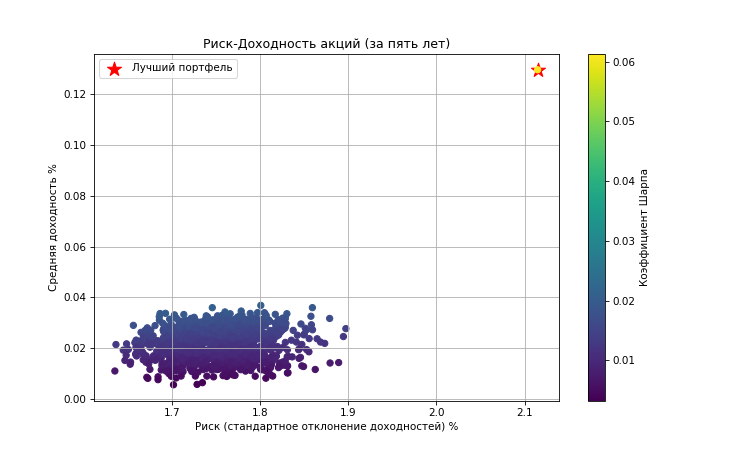 Риск-Доходность акций (за пять лет)
Лучший портфель
Средняя доходность %
0.12
0.10
0.08
0.06
0.04
0.02
0.00
1.7 1.8 1.9 2.0 2.1
Риск (стандартное отклонение доходностей) %
0.06
0.05
0.04
0.03
0.02
0.01
Коэффициент Шарпа